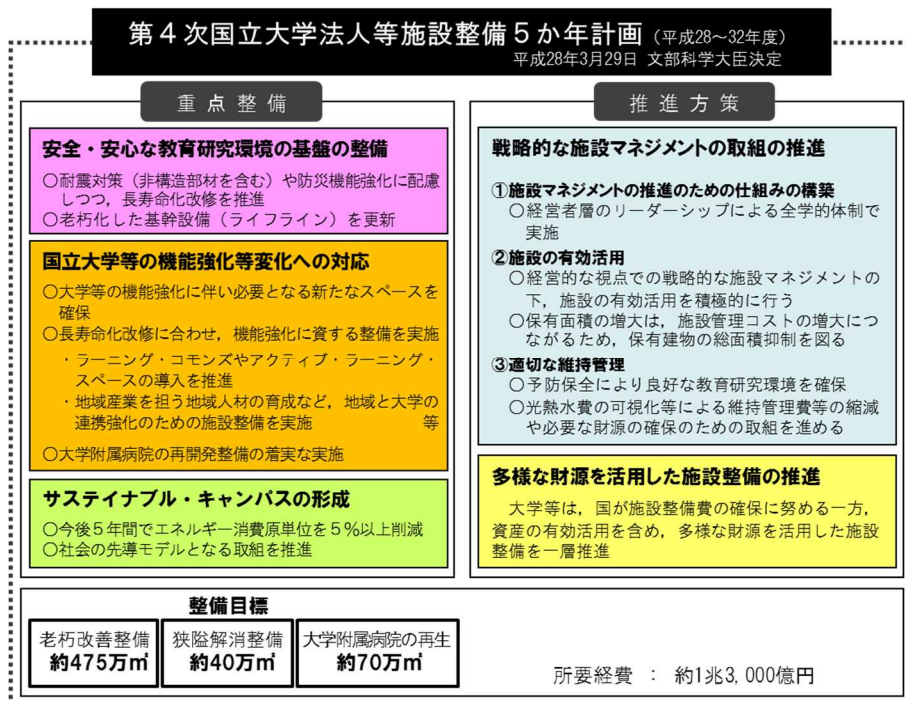 第４次国立大学法人等施設整備５か年計画（平成28～32年度）
平成28年3月29日 文部科学大臣決定
重点整備
安全・安心な教育研究環境の基盤の整備
○耐震対策（非構造部材を含む）や防災機能強化に配慮
しつつ，長寿命化改修を推進
○老朽化した基幹設備（ライフライン）を更新
国立大学等の機能強化等変化への対応
○大学等の機能強化に伴い必要となる新たなスペースを
確保
○長寿命化改修に合わせ，機能強化に資する整備を実施
・ラーニング・コモンズやアクティブ・ラーニング・
スペースの導入を推進
・地域産業を担う地域人材の育成など，地域と大学の
連携強化のための施設整備を実施 等
○大学附属病院の再開発整備の着実な実施
サステイナブル・キャンパスの形成
○今後５年間でエネルギー消費原単位を５％以上削減
○社会の先導モデルとなる取組を推進
推進方策
戦略的な施設マネジメントの取組の推進
①施設マネジメントの推進のための仕組みの構築
○経営者層のリーダーシップによる全学的体制で
実施
②施設の有効活用
○経営的な視点での戦略的な施設マネジメントの
下，施設の有効活用を積極的に行う
○保有面積の増大は，施設管理コストの増大につ
ながるため，保有建物の総面積抑制を図る
③適切な維持管理
○予防保全により良好な教育研究環境を確保
○光熱水費の可視化等による維持管理費等の縮減
や必要な財源の確保のための取組を進める
多様な財源を活用した施設整備の推進
大学等は，国が施設整備費の確保に努める一方，
資産の有効活用を含め，多様な財源を活用した施設
整備を一層推進
整備目標
老朽改善整備
約475万㎡
狭隘解消整備
約40万㎡
大学附属病院の再生
約70万㎡
所要経費 ： 約1兆3,000億円